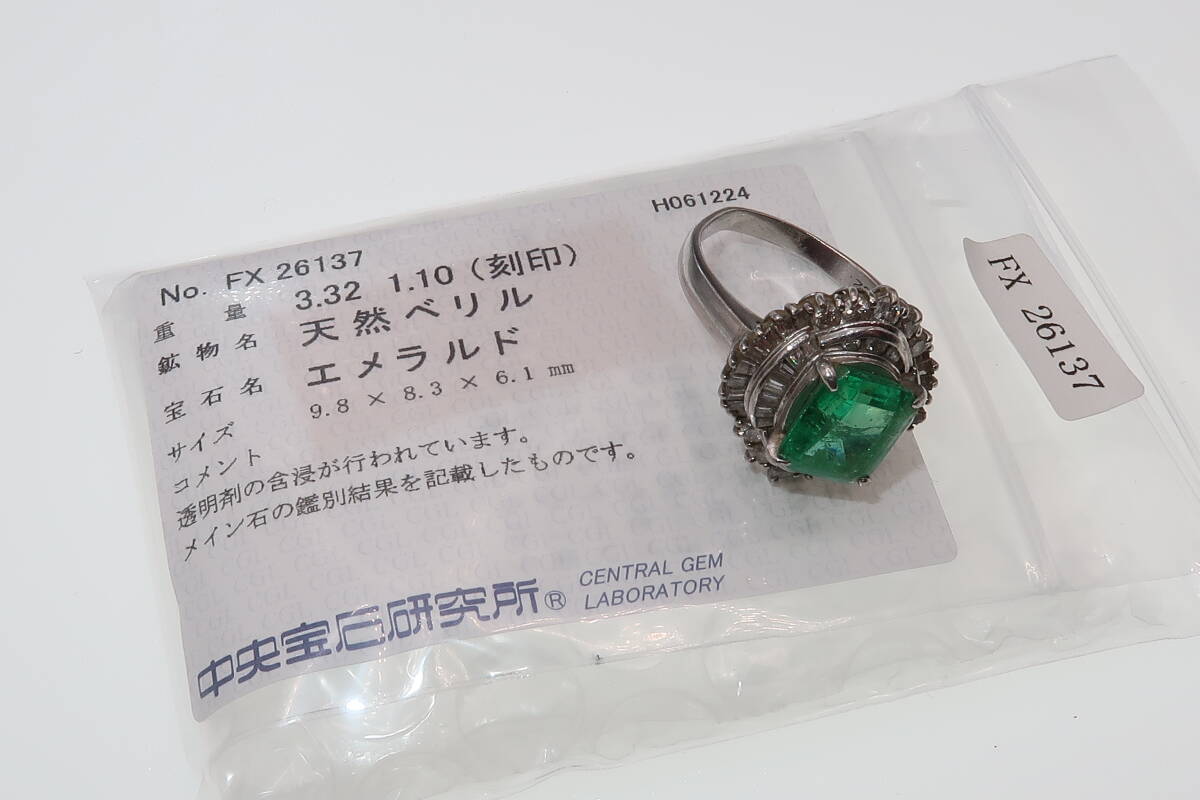 H061224
No. FX 26137
重量 3.32 1.10(刻印)
鉱物名 天然ベリル
宝石名 エメラルド
サイズ 9.8 × 8.3 × 6.1 mm
コメント
透明剤の含浸が行われています。
メイン石の鑑別結果を記載したものです。
中央宝石研究所® CENTRAL GEM
LABORATORY
FX 26137